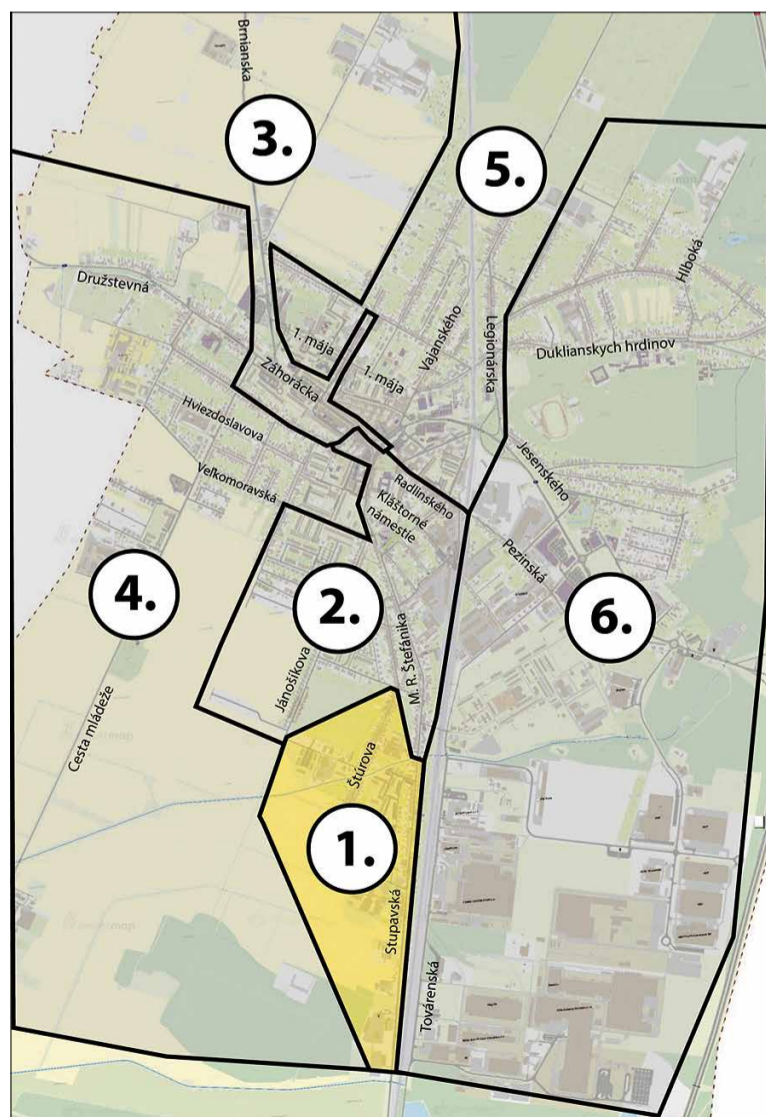 Brnianska
3.
5.
Hlboká
Družstevná
Vajanského
Legionárska
1. mája
Duklianskych hrdinov
1. mája
Záhorácka
Hviezdoslavova
Jesenského
Veľkomoravská
Radlinského
Kláštorné
námestie
Pezinská
4.
2.
6.
M. R. Štefánika
Jánošíkova
Cesta mládeže
Štúrova
1.
Stupavská
Továrenská